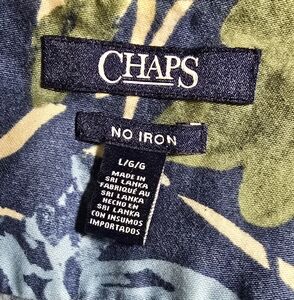 CHAPS
NO IRON
L/G/G
MADE IN
SRI LANKA
FABRIQUÉ AU
SRI LANKA
HECHO EN
SRI LANKA
CON INSUMOS
IMPORTADOS